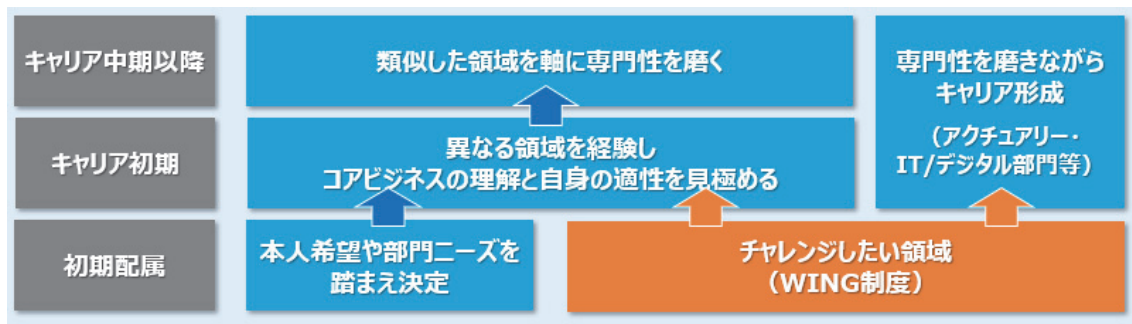 キャリア中期以降
類似した領域を軸に専門性を磨く
専門性を磨きながら
キャリア形成
(アクチュアリー・
IT/デジタル部門等)
キャリア初期
異なる領域を経験し
コアビジネスの理解と自身の適性を見極める
初期配属
本人希望や部門ニーズを
踏まえ決定
チャレンジしたい領域
(WING制度)